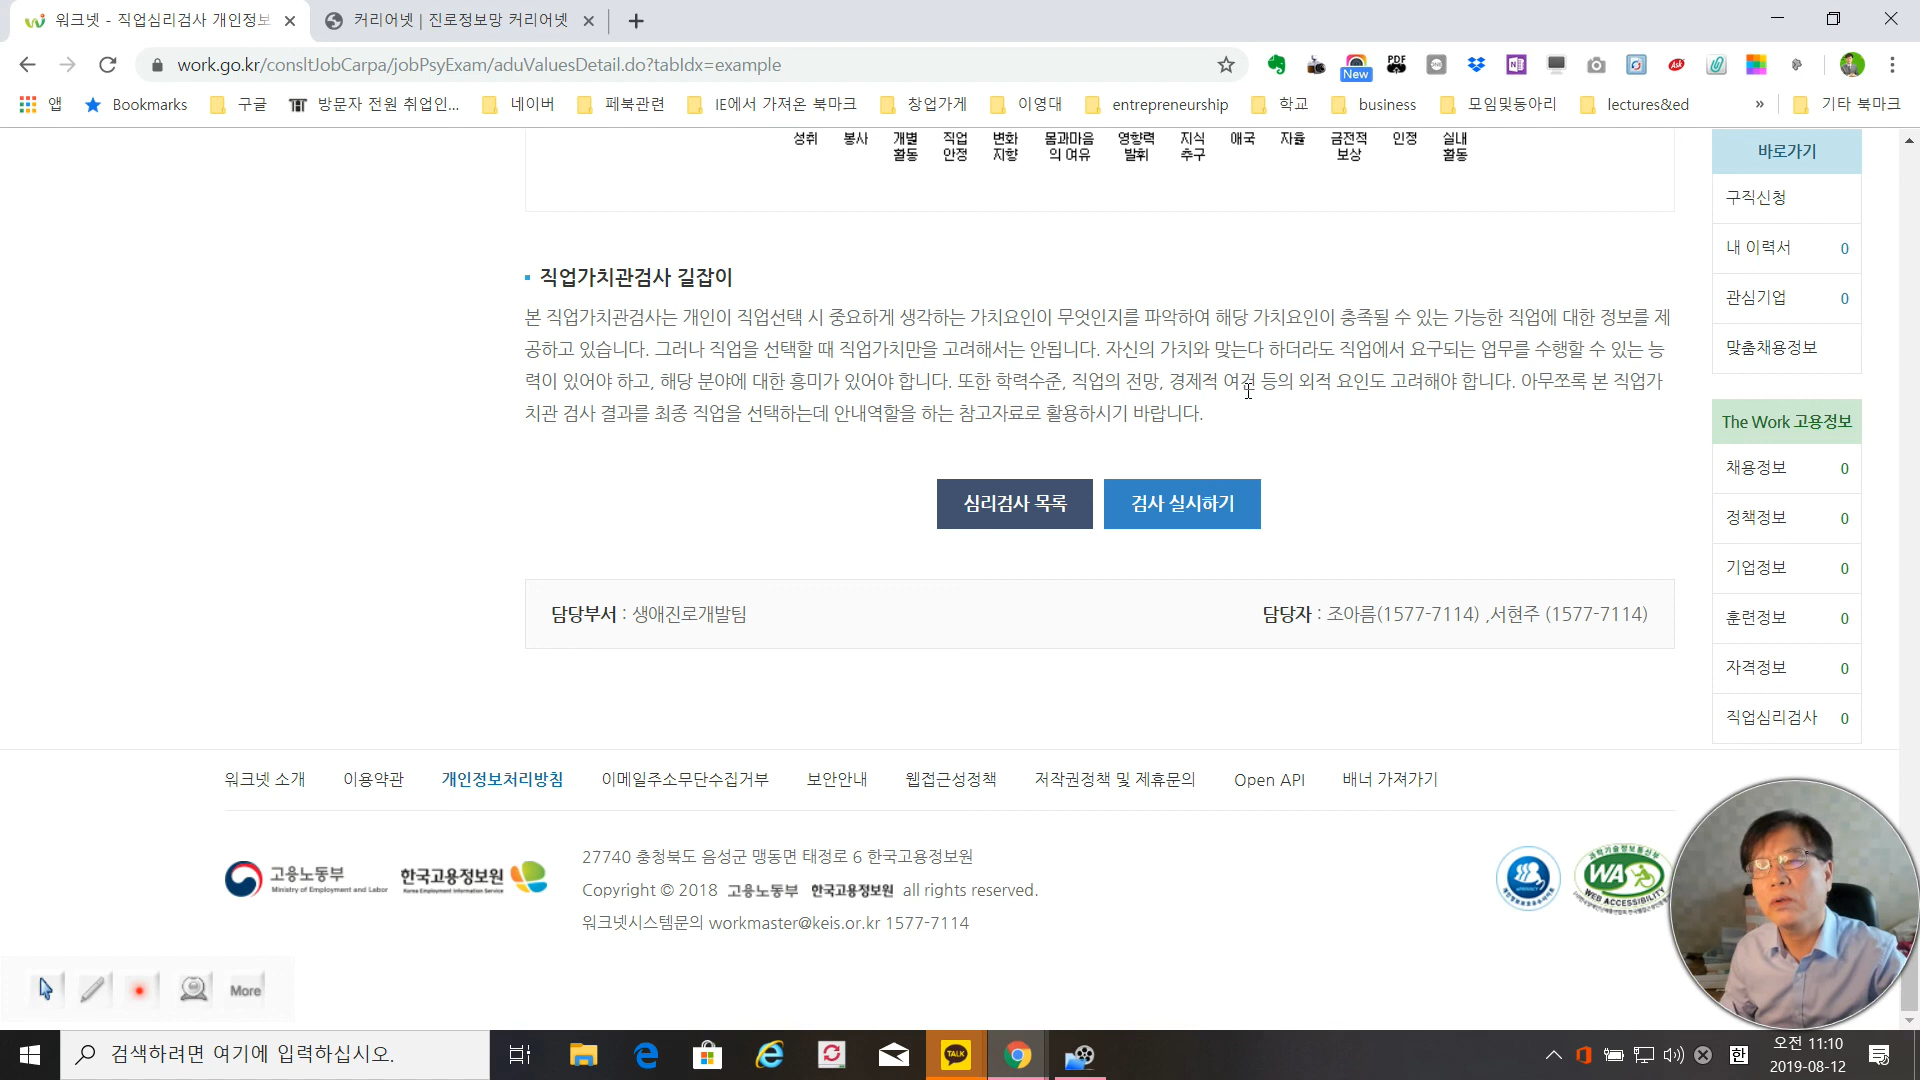 워크넷 - 직업심리검사 개인정보
커리어넷 | 진로정보망 커리어넷
work.go.kr/consltJobCarpa/jobPsyExam/aduValuesDetail.do?tabIdx=example
New
PDF
앱
Bookmarks
구글
방문자 전원 취업인...
네이버
페북관련
IE에서 가져온 북마크
창업가게
이영대
entrepreneurship
학교
business
모임및동아리
lectures&ed
»
기타 북마크
성취 봉사 개별 직업 변화 몸과마음 영향력 지식 애국 자율 금전적 인정 실내
활동 안정 지향 의 여유 발휘 추구 보상 활동
직업가치관검사 길잡이
본 직업가치관검사는 개인이 직업선택 시 중요하게 생각하는 가치요인이 무엇인지를 파악하여 해당 가치요인이 충족될 수 있는 가능한 직업에 대한 정보를 제
공하고 있습니다. 그러나 직업을 선택할 때 직업가치만을 고려해서는 안됩니다. 자신의 가치와 맞는다 하더라도 직업에서 요구되는 업무를 수행할 수 있는 능
력이 있어야 하고, 해당 분야에 대한 흥미가 있어야 합니다. 또한 학력수준, 직업의 전망, 경제적 여건 등의 외적 요인도 고려해야 합니다. 아무쪼록 본 직업가
치관 검사 결과를 최종 직업을 선택하는데 안내역할을 하는 참고자료로 활용하시기 바랍니다.
심리검사 목록
검사 실시하기
담당부서 : 생애진로개발팀
담당자 : 조아름(1577-7114) ,서현주 (1577-7114)
바로가기
구직신청
내 이력서 0
관심기업 0
맞춤채용정보
The Work 고용정보
채용정보 0
정책정보 0
기업정보 0
훈련정보 0
자격정보 0
직업심리검사 0
워크넷 소개 이용약관 개인정보처리방침 이메일주소무단수집거부 보안안내 웹접근성정책 저작권정책 및 제휴문의 Open API 배너 가져가기
고용노동부
Ministry of Employment and Labor
한국고용정보원
Korea Employment Information Service
27740 충청북도 음성군 맹동면 태정로 6 한국고용정보원
Copyright © 2018 고용노동부 한국고용정보원 all rights reserved.
워크넷시스템문의 workmaster@keis.or.kr 1577-7114
WA
WEB ACCESSIBILITY
More
검색하려면 여기에 입력하십시오.
TALK
한
오전 11:10
2019-08-12